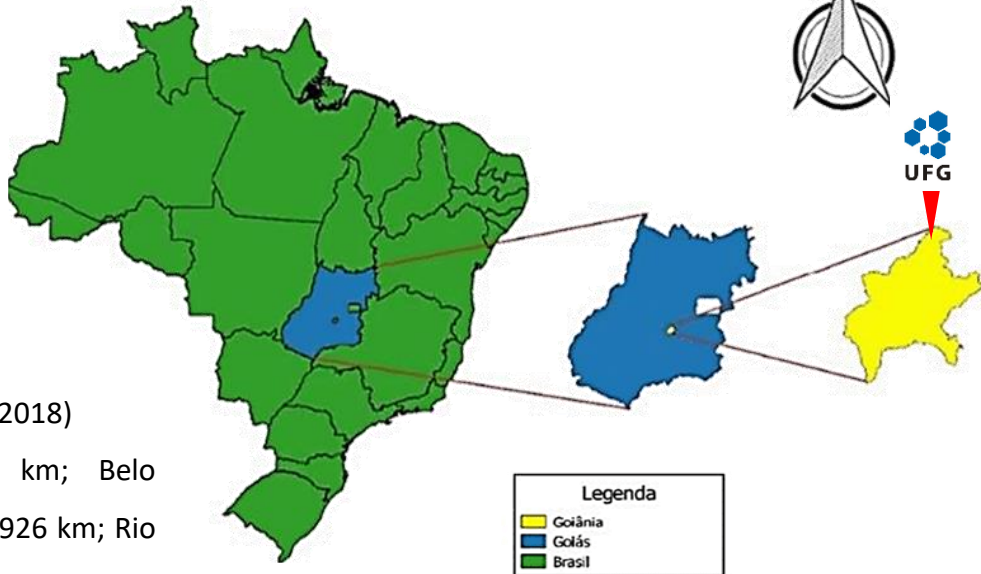 UFG
2018)
km; Belo
926 km; Rio
Legenda
Goiânia
Goiás
Brasil